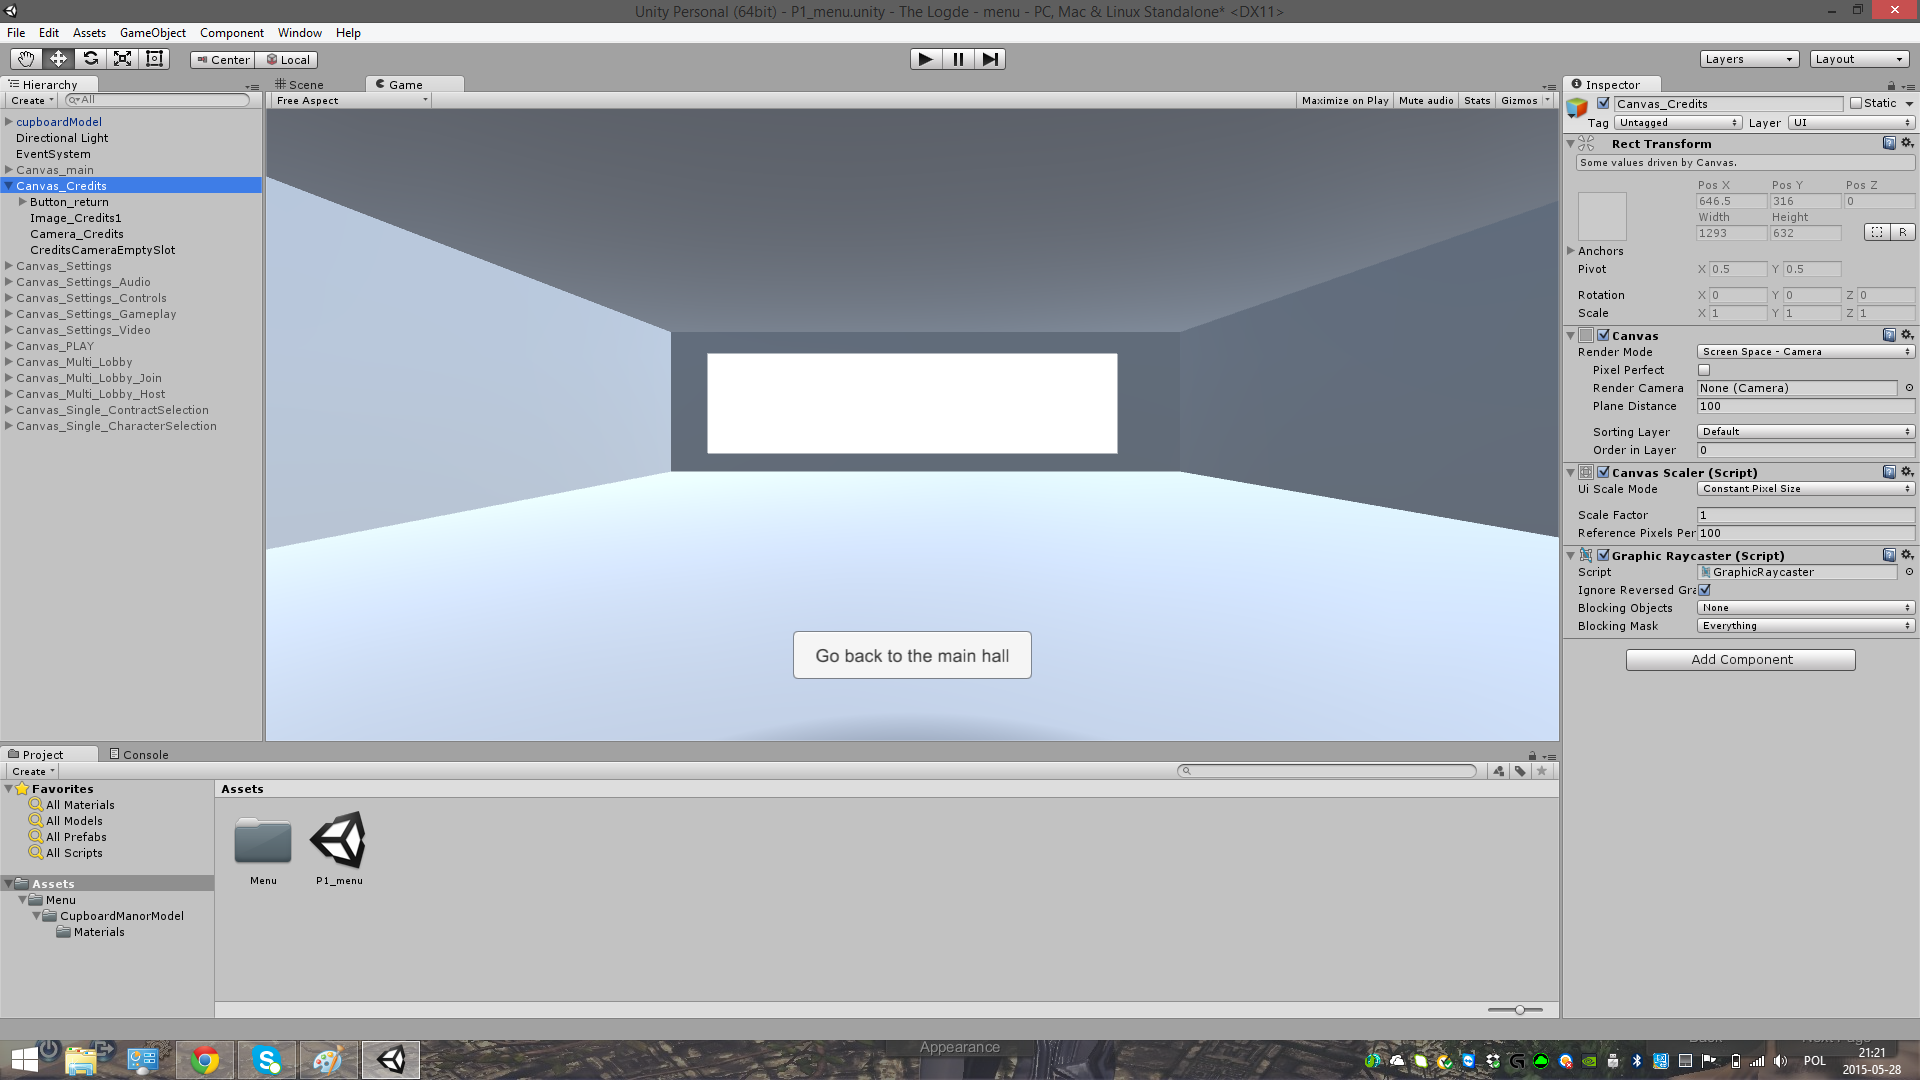 Unity Personal (64bit) - P1_menu.unity - The Logde - menu - PC, Mac & Linux Standalone* <DX11>
File Edit Assets GameObject Component Window Help
Center Local
Layers Layout
Hierarchy
Create All
cupboardModel
Directional Light
EventSystem
Canvas_main
Canvas_Credits
Button_return
Image_Credits1
Camera_Credits
CreditsCameraEmptySlot
Canvas_Settings
Canvas_Settings_Audio
Canvas_Settings_Controls
Canvas_Settings_Gameplay
Canvas_Settings_Video
Canvas_PLAY
Canvas_Multi_Lobby
Canvas_Multi_Lobby_Join
Canvas_Multi_Lobby_Host
Canvas_Single_ContractSelection
Canvas_Single_CharacterSelection
Scene Game
Free Aspect Maximize on Play Mute audio Stats Gizmos
Go back to the main hall
Inspector
Canvas_Credits Static
Tag Untagged Layer UI
Rect Transform
Some values driven by Canvas.
Pos X Pos Y Pos Z
646.5 316 0
Width Height
1293 632 R
Anchors
Pivot X 0.5 Y 0.5
Rotation X 0 Y 0 Z 0
Scale X 1 Y 1 Z 1
Canvas
Render Mode Screen Space - Camera
Pixel Perfect
Render Camera None (Camera)
Plane Distance 100
Sorting Layer Default
Order in Layer 0
Canvas Scaler (Script)
Ui Scale Mode Constant Pixel Size
Scale Factor 1
Reference Pixels Per 100
Graphic Raycaster (Script)
Script GraphicRaycaster
Ignore Reversed Gra
Blocking Objects None
Blocking Mask Everything
Add Component
Project Console
Create
Favorites
All Materials
All Models
All Prefabs
All Scripts
Assets
Menu
CupboardManorModel
Materials
Assets
Menu P1_menu
Appearance
POL
21:21
2015-05-28